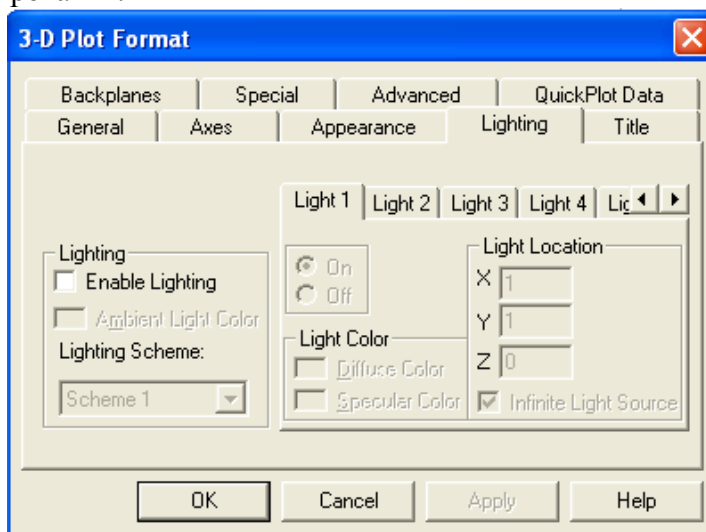 3-D Plot Format
Backplanes Special Advanced QuickPlot Data
General Axes Appearance Lighting Title
Light 1 Light 2 Light 3 Light 4
Lighting
Enable Lighting
Ambient Light Color
Lighting Scheme:
Scheme 1
On
Off
Light Color
Diffuse Color
Specular Color
Light Location
X 1
Y 1
Z 0
Infinite Light Source
OK Cancel Apply Help